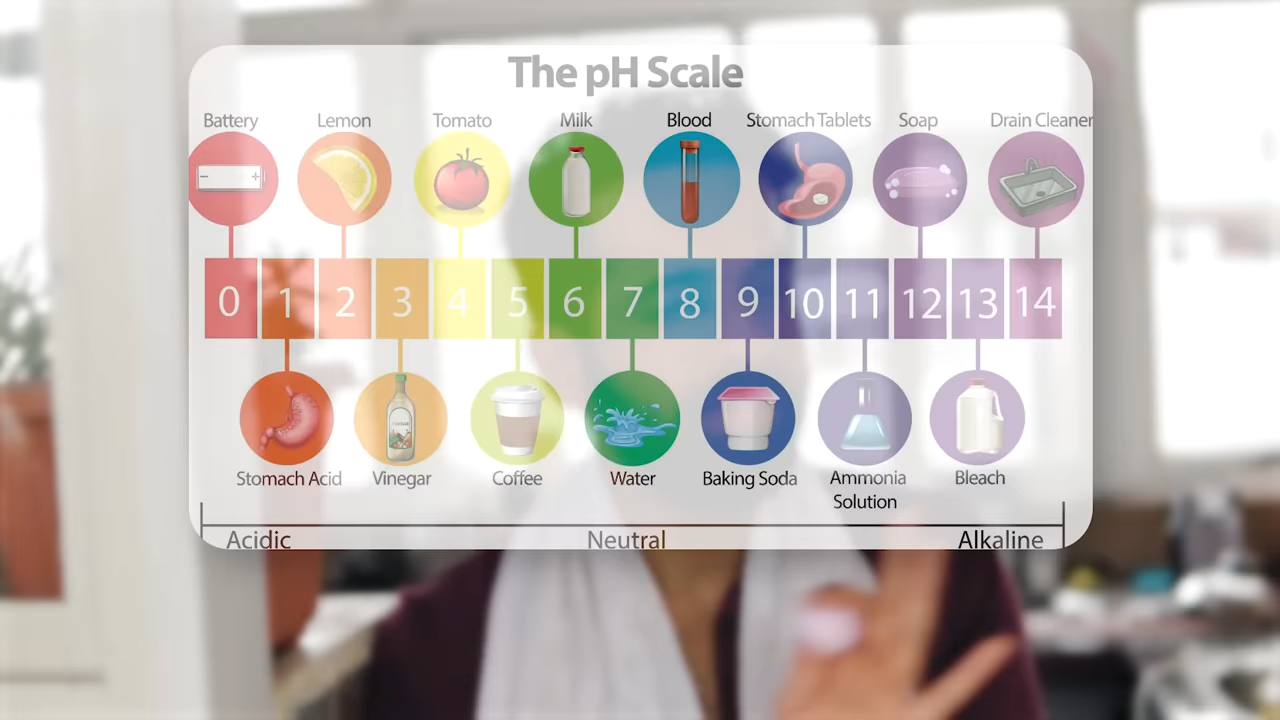 The pH Scale
Battery Lemon Tomato Milk Blood Stomach Tablets Soap Drain Cleaner
0 1 2 3 4 5 6 7 8 9 10 11 12 13 14
Stomach Acid Vinegar Coffee Water Baking Soda Ammonia Solution Bleach
Acidic Neutral Alkaline